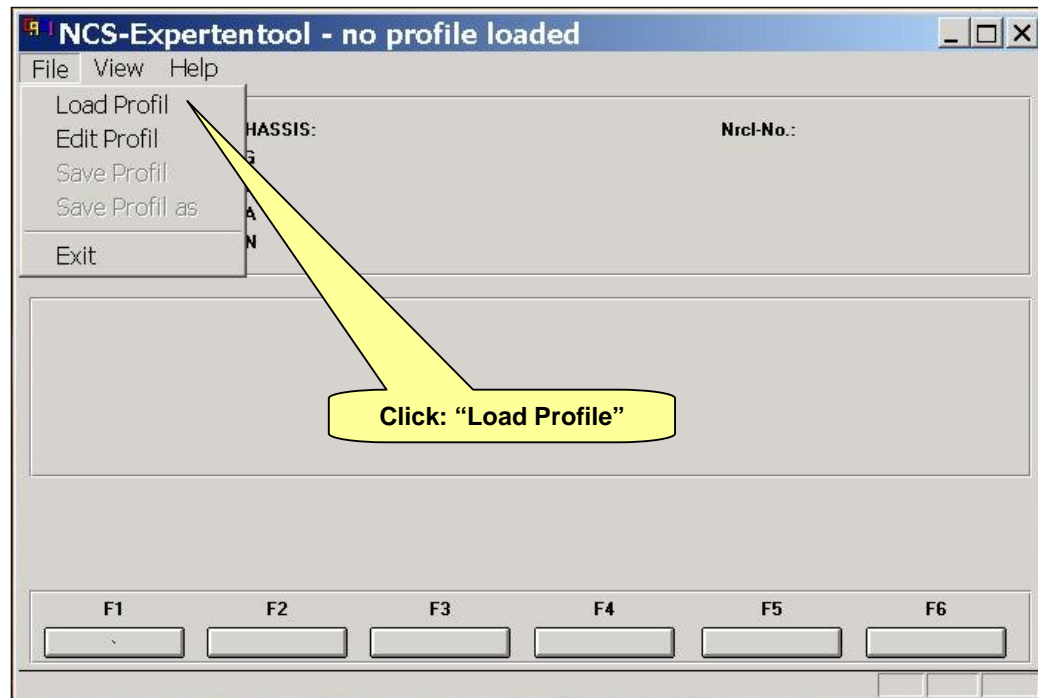 NCS-Expertentool - no profile loaded
File View Help
Load Profil
Edit Profil
Save Profil
Save Profil as
Exit
HASSIS:
Nrcl-No.:
G
A
N
Click: “Load Profile”
F1 F2 F3 F4 F5 F6